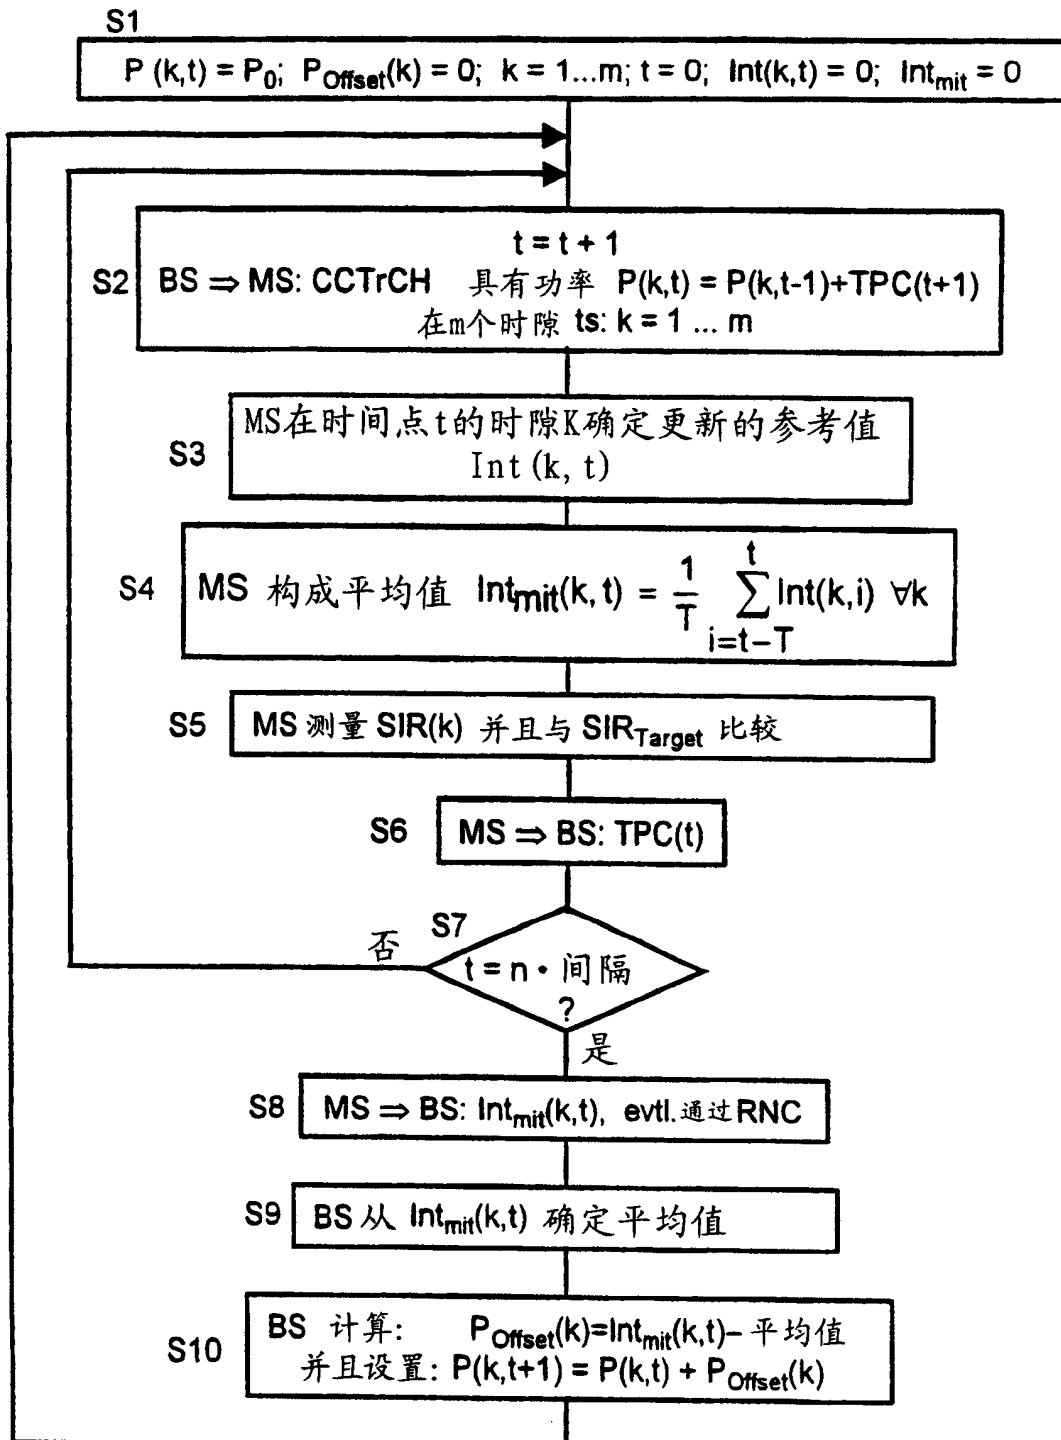 S1
P (k,t) = P0; POffset(k) = 0; k = 1...m; t = 0; Int(k,t) = 0; Intmit = 0
t = t + 1
S2
BS ⇒ MS: CCTrCH 具有功率 P(k,t) = P(k,t-1)+TPC(t+1)
在m个时隙 ts: k = 1 ... m
MS在时间点t的时隙K确定更新的参考值
S3
Int (k, t)
S4
MS 构成平均值 Intmit(k, t) = 1/T ∑ i=t–T t Int(k,i) ∀k
S5
MS 测量 SIR(k) 并且与 SIRTarget 比较
S6
MS ⇒ BS: TPC(t)
S7
否
t = n • 间隔
?
是
S8
MS ⇒ BS: Intmit(k,t), evtl.通过RNC
S9
BS 从 Intmit(k,t) 确定平均值
S10
BS 计算: POffset(k)=Intmit(k,t)– 平均值
并且设置: P(k,t+1) = P(k,t) + POffset(k)